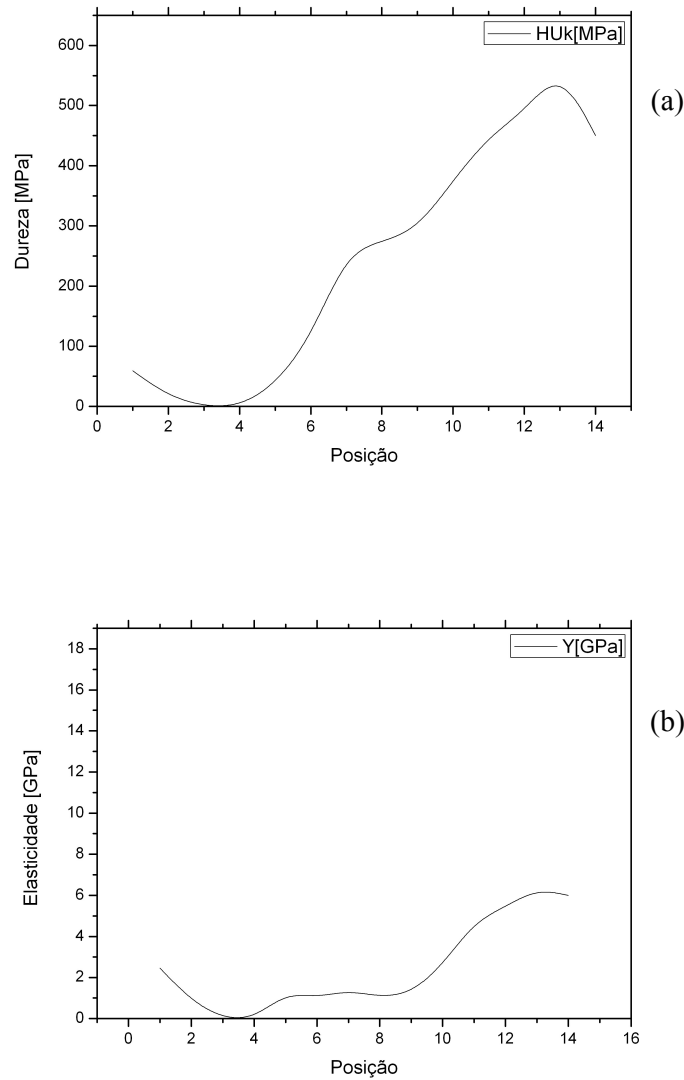 HUk[MPa]
(a)
600
500
400
300
200
100
0
Dureza [MPa]
0 2 4 6 8 10 12 14
Posição
Y[GPa]
(b)
18
16
14
12
10
8
6
4
2
0
Elasticidade [GPa]
0 2 4 6 8 10 12 14 16
Posição